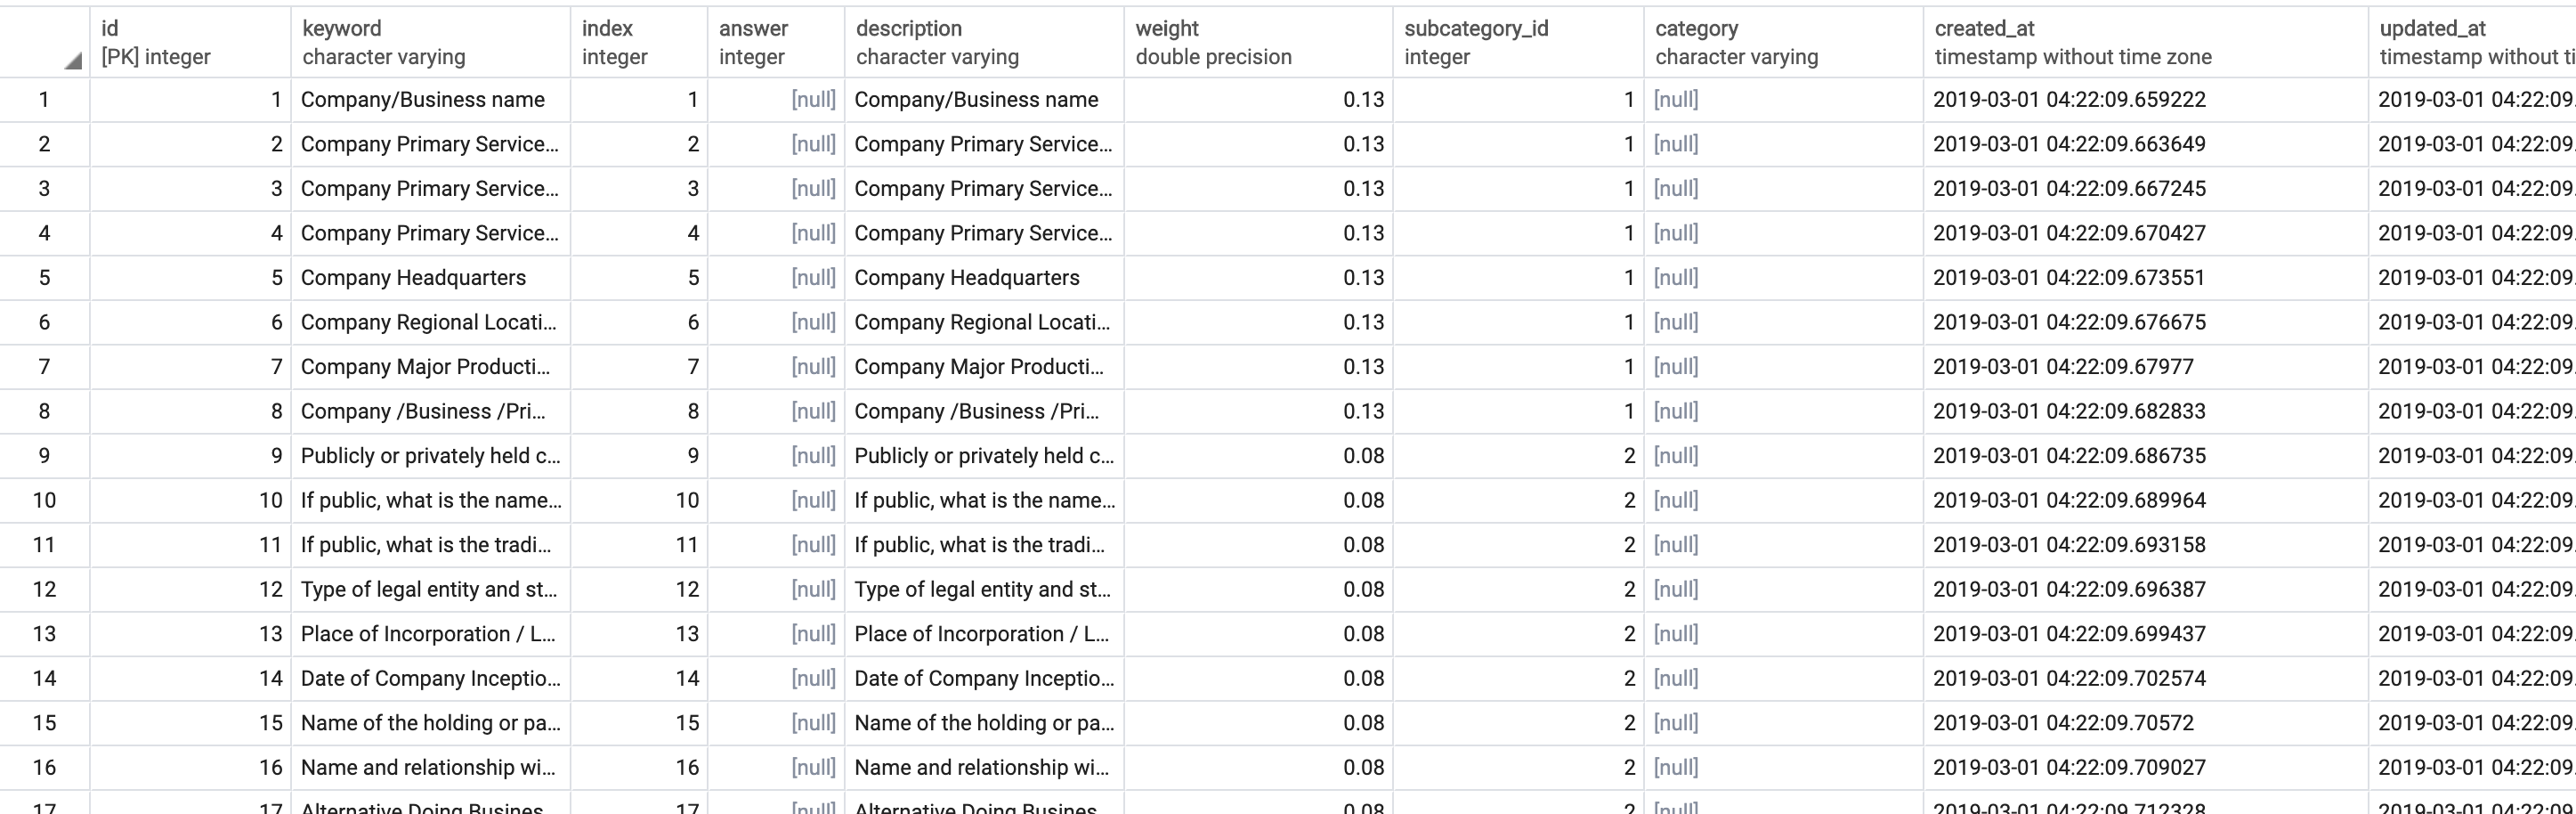 id keyword index answer description weight subcategory_id category created_at updated_at
[PK] integer character varying integer integer character varying double precision integer character varying timestamp without time zone timestamp without ti
1 1 Company/Business name 1 [null] Company/Business name 0.13 1 [null] 2019-03-01 04:22:09.659222 2019-03-01 04:22:09.
2 2 Company Primary Service... 2 [null] Company Primary Service... 0.13 1 [null] 2019-03-01 04:22:09.663649 2019-03-01 04:22:09.
3 3 Company Primary Service... 3 [null] Company Primary Service... 0.13 1 [null] 2019-03-01 04:22:09.667245 2019-03-01 04:22:09.
4 4 Company Primary Service... 4 [null] Company Primary Service... 0.13 1 [null] 2019-03-01 04:22:09.670427 2019-03-01 04:22:09.
5 5 Company Headquarters 5 [null] Company Headquarters 0.13 1 [null] 2019-03-01 04:22:09.673551 2019-03-01 04:22:09.
6 6 Company Regional Locati... 6 [null] Company Regional Locati... 0.13 1 [null] 2019-03-01 04:22:09.676675 2019-03-01 04:22:09.
7 7 Company Major Producti... 7 [null] Company Major Producti... 0.13 1 [null] 2019-03-01 04:22:09.67977 2019-03-01 04:22:09.
8 8 Company /Business /Pri... 8 [null] Company /Business /Pri... 0.13 1 [null] 2019-03-01 04:22:09.682833 2019-03-01 04:22:09.
9 9 Publicly or privately held c... 9 [null] Publicly or privately held c... 0.08 2 [null] 2019-03-01 04:22:09.686735 2019-03-01 04:22:09.
10 10 If public, what is the name... 10 [null] If public, what is the name... 0.08 2 [null] 2019-03-01 04:22:09.689964 2019-03-01 04:22:09.
11 11 If public, what is the tradi... 11 [null] If public, what is the tradi... 0.08 2 [null] 2019-03-01 04:22:09.693158 2019-03-01 04:22:09.
12 12 Type of legal entity and st... 12 [null] Type of legal entity and st... 0.08 2 [null] 2019-03-01 04:22:09.696387 2019-03-01 04:22:09.
13 13 Place of Incorporation / L... 13 [null] Place of Incorporation / L... 0.08 2 [null] 2019-03-01 04:22:09.699437 2019-03-01 04:22:09.
14 14 Date of Company Inceptio... 14 [null] Date of Company Inceptio... 0.08 2 [null] 2019-03-01 04:22:09.702574 2019-03-01 04:22:09.
15 15 Name of the holding or pa... 15 [null] Name of the holding or pa... 0.08 2 [null] 2019-03-01 04:22:09.70572 2019-03-01 04:22:09.
16 16 Name and relationship wi... 16 [null] Name and relationship wi... 0.08 2 [null] 2019-03-01 04:22:09.709027 2019-03-01 04:22:09.
17 17 Alternative Doing Busines 17 [null] Alternative Doing Busines 0.08 2 [null] 2019-03-01 04:22:09.712328 2019-03-01 04:22:09.